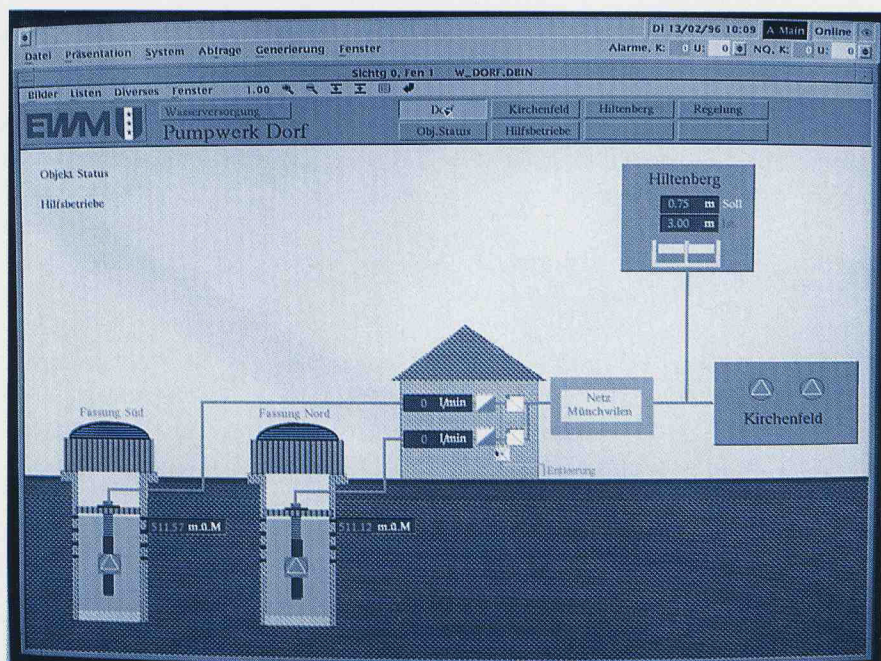 Di 13/02/96 10:09 A Main Online
Datei Präsentation System Abfrage Generierung Fenster Alarme, K: 0 U: 0 NQ, K: 0 U: 0
Sichtg 0, Fen 1 W_DORF.DBIN
Bilder Listen Diverses Fenster 1.00
EWM Wasserversorgung
Pumpwerk Dorf
Dorf Kirchenfeld Hiltenberg Regelung
Obj.Status Hilfsbetriebe
Objekt Status
Hilfsbetriebe
Hiltenberg
0.75 m Soll
3.00 m
Fassung Süd Fassung Nord
0 l/min
0 l/min
Netz
Münchwilen
Kirchenfeld
Entleerung
511.57 m.ü.M 511.12 m.ü.M